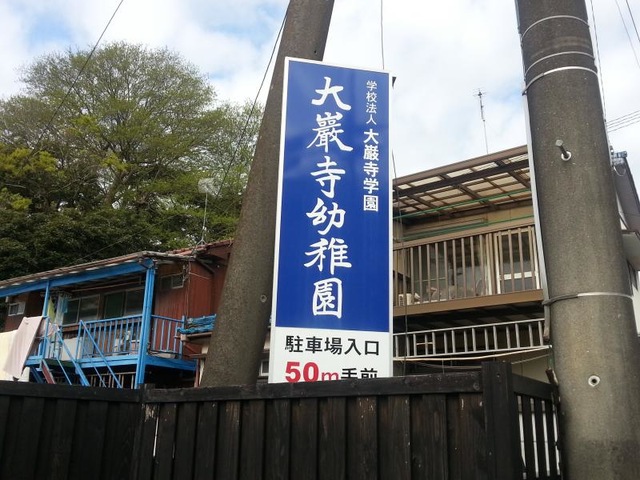 学校法人 大巌寺学園
大巖寺幼稚園
駐車場入口
50m手前